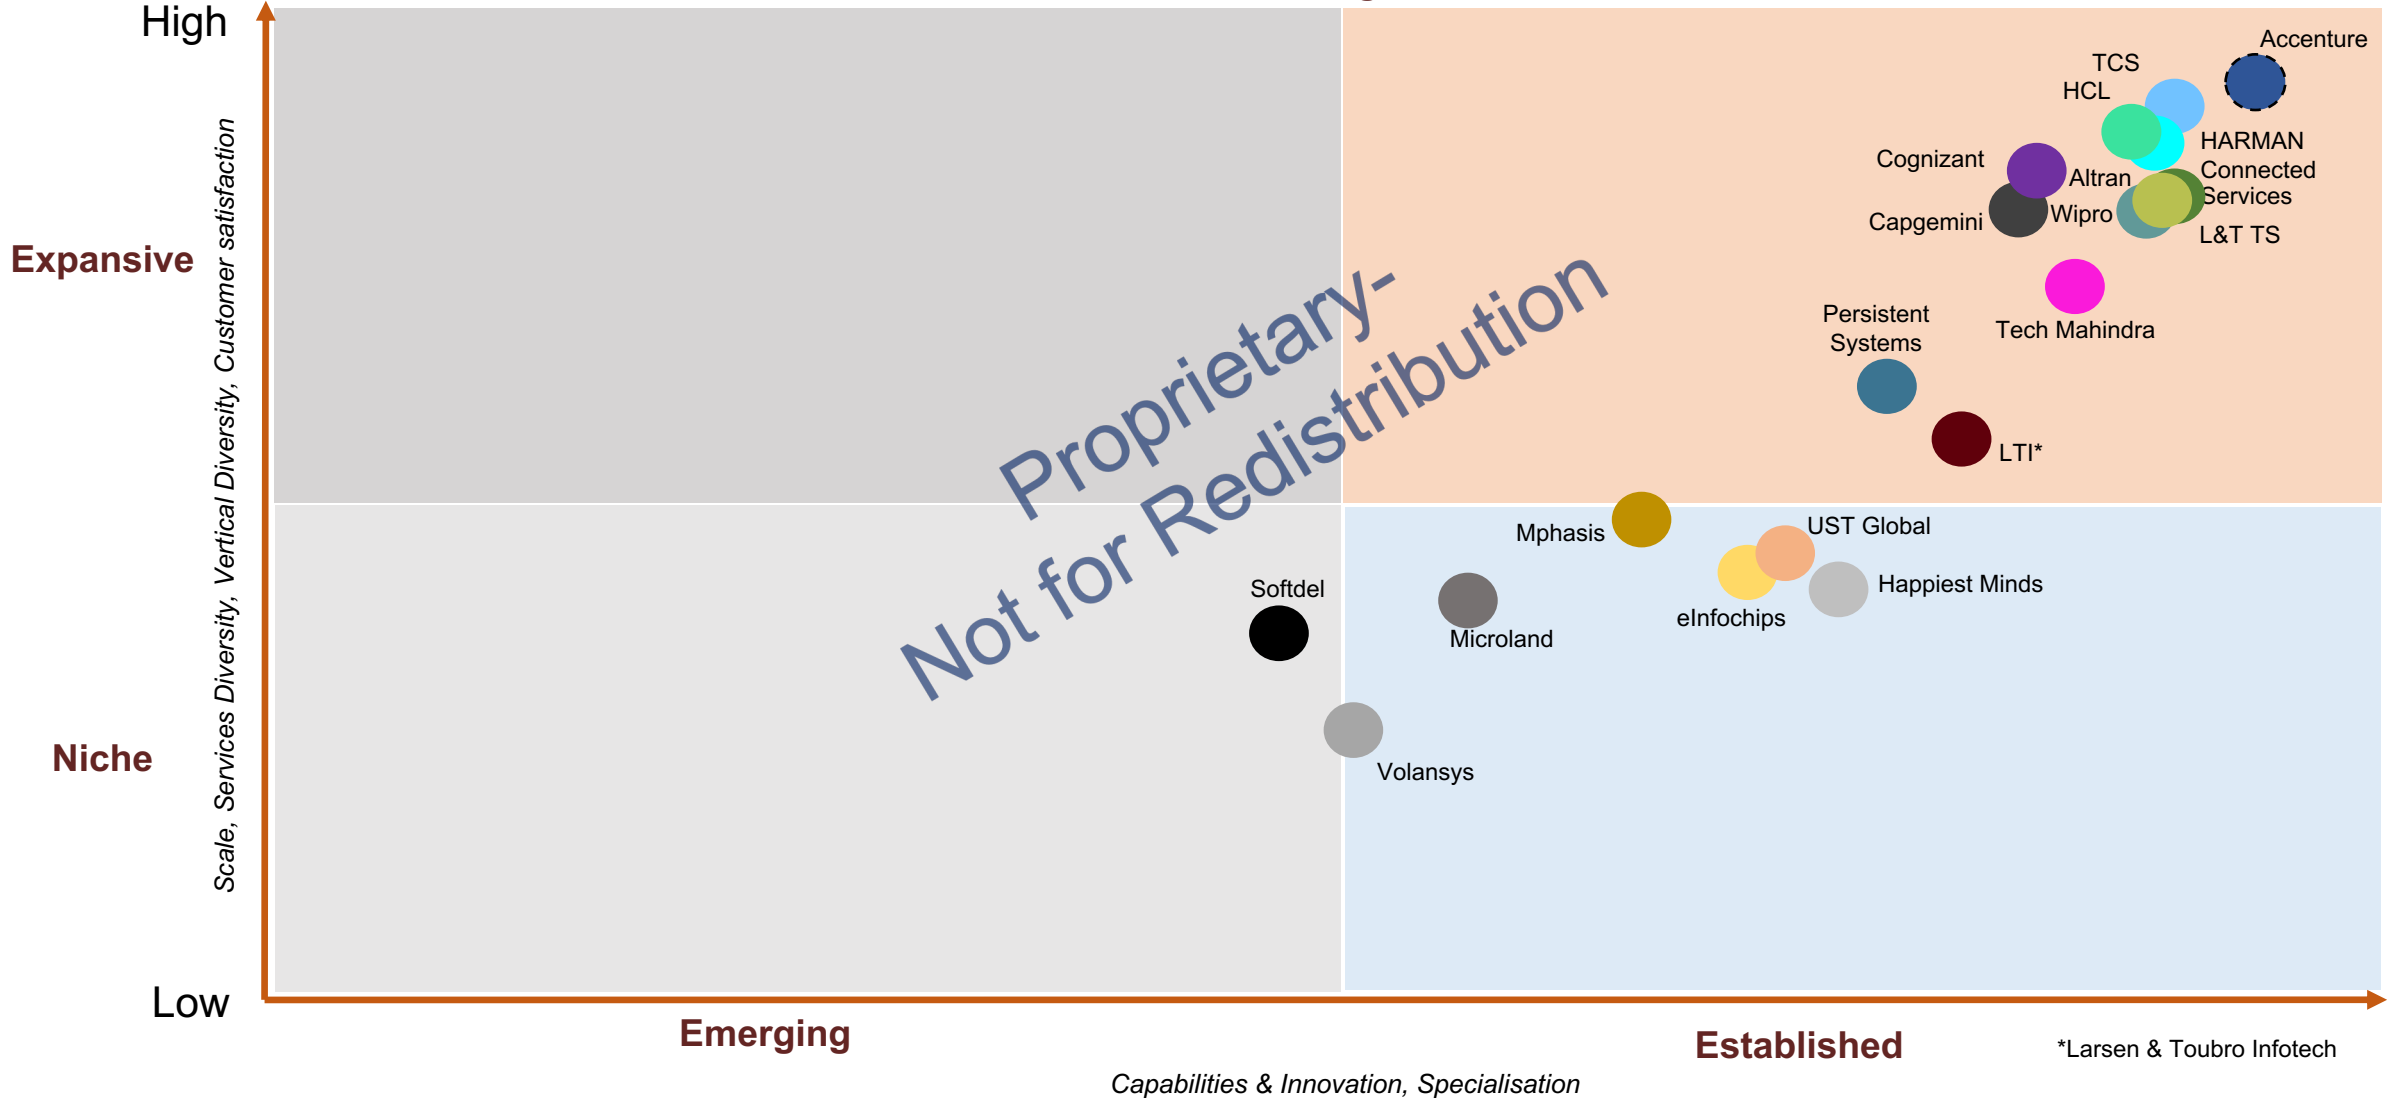 High
Accenture
TCS
HCL
HARMAN
Connected
Services
Cognizant
Altran
Capgemini
Wipro
L&T TS
Expansive
Scale, Services Diversity, Vertical Diversity, Customer satisfaction
Tech Mahindra
Persistent
Systems
LTI*
Proprietary-
Not for Redistribution
Mphasis
UST Global
Softdel
Happiest Minds
eInfochips
Microland
Niche
Volansys
Low
Emerging
Established
*Larsen & Toubro Infotech
Capabilities & Innovation, Specialisation